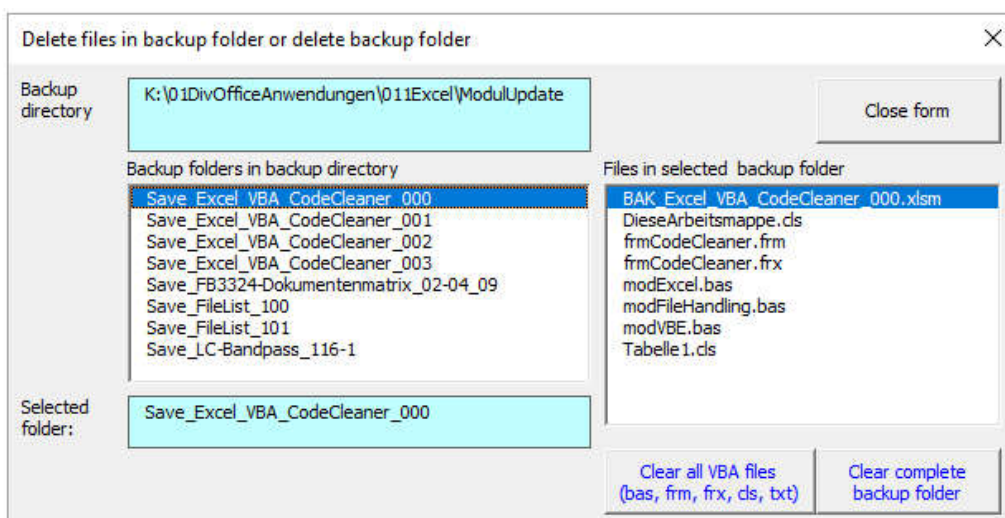 Delete files in backup folder or delete backup folder
Backup
directory
K:\01DivOfficeAnwendungen\011Excel\ModulUpdate
Close form
Backup folders in backup directory
Save_Excel_VBA_CodeCleaner_000
Save_Excel_VBA_CodeCleaner_001
Save_Excel_VBA_CodeCleaner_002
Save_Excel_VBA_CodeCleaner_003
Save_FB3324-Dokumentenmatrix_02-04_09
Save_FileList_100
Save_FileList_101
Save_LC-Bandpass_116-1
Files in selected backup folder
BAK_Excel_VBA_CodeCleaner_000.xlsm
DieseArbeitsmappe.cls
frmCodeCleaner.frm
frmCodeCleaner.frx
modExcel.bas
modFileHandling.bas
modVBE.bas
Tabelle1.cls
Selected
folder:
Save_Excel_VBA_CodeCleaner_000
Clear all VBA files
(bas, frm, frx, cls, txt)
Clear complete
backup folder